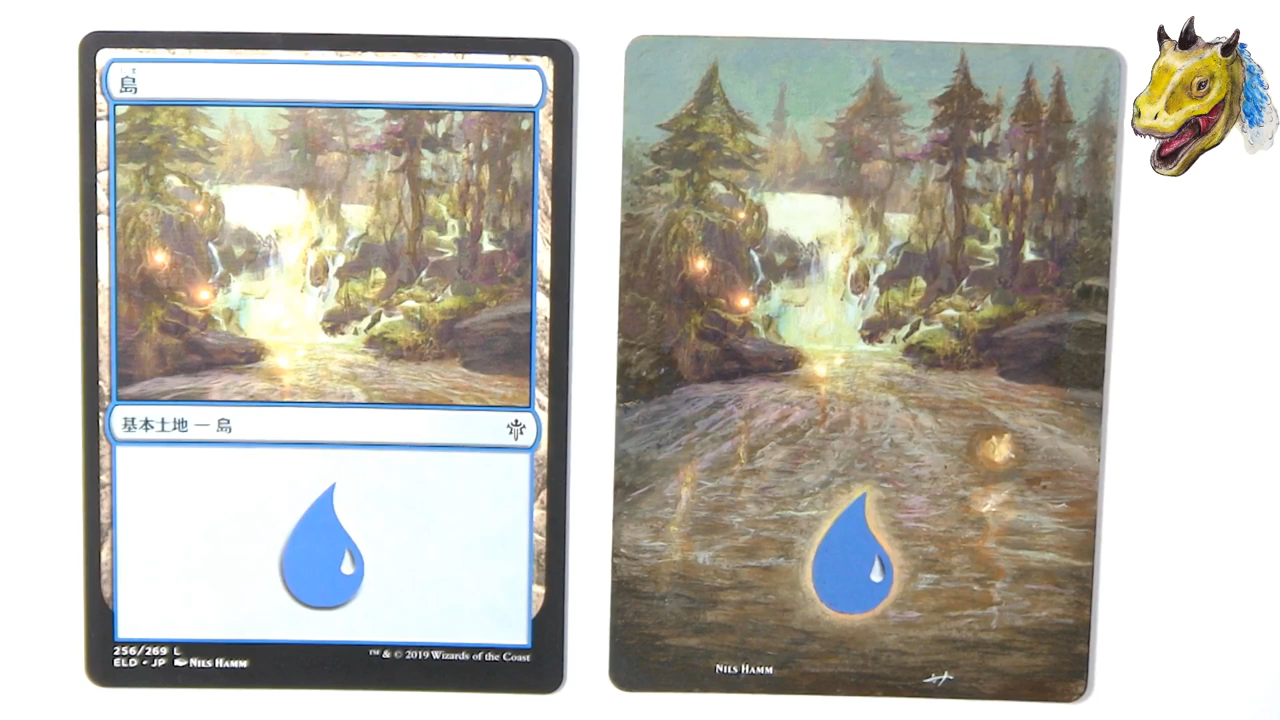 島
基本土地 — 島
256/269 L
ELD • JP Nils Hamm
™ & © 2019 Wizards of the Coast
Nils Hamm